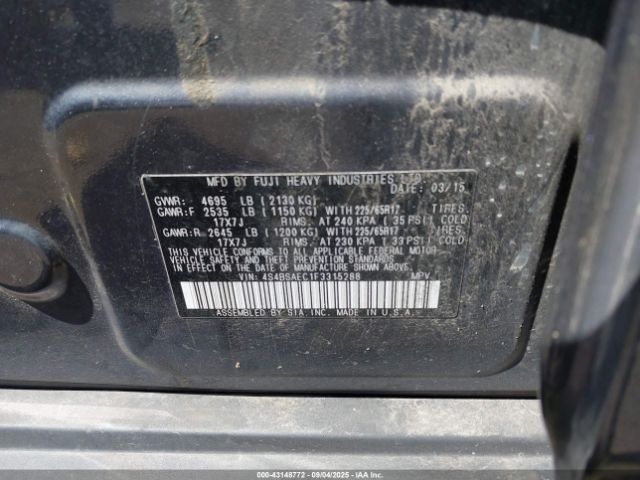 MFD BY FUJI HEAVY INDUSTRIES LTD.
DATE: 03/15
GVWR: 4695 LB ( 2130 KG)
GAWR:F 2535 LB ( 1150 KG) WITH 225/65R17 TIRES.
17X7J RIMS. AT 240 KPA ( 35 PSI) COLD
GAWR:R 2645 LB ( 1200 KG) WITH 225/65R17 TIRES.
17X7J RIMS. AT 230 KPA ( 33 PSI) COLD
THIS VEHICLE CONFORMS TO ALL APPLICABLE FEDERAL MOTOR
VEHICLE SAFETY AND THEFT PREVENTION STANDARDS IN EFFECT
ON THE DATE OF MANUFACTURE SHOWN ABOVE.
VIN: 4S4BSAEC1F3315288 MPV
ASSEMBLED BY SIA, INC. MADE IN U.S.A.
000-43148772 • 09/04/2025 • iaai.com